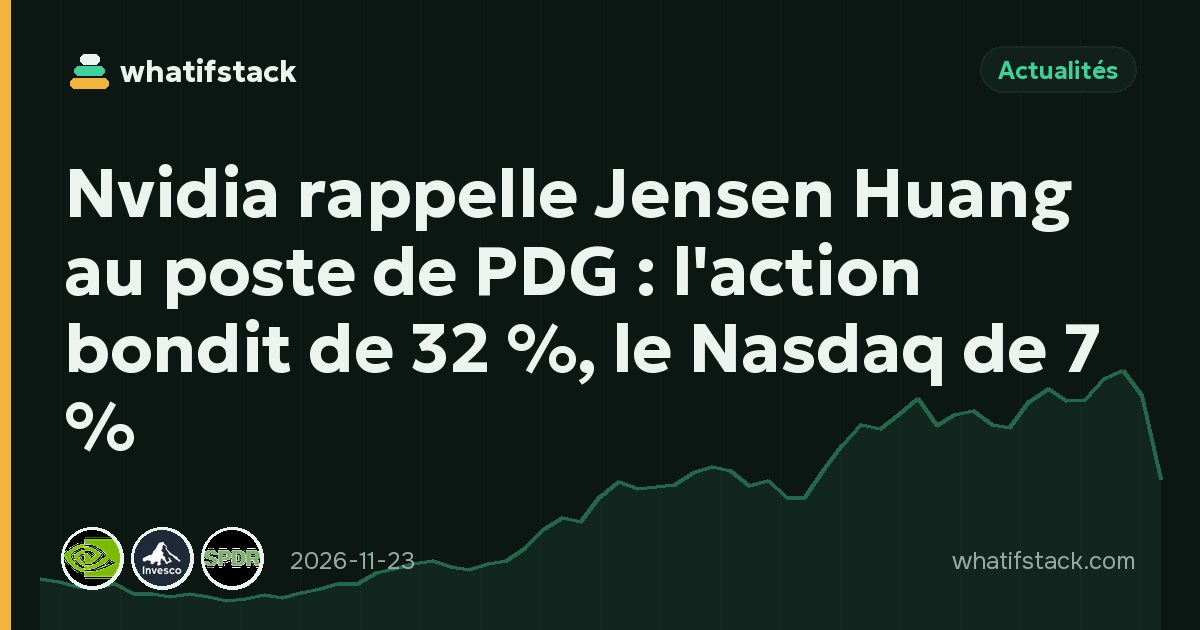 whatifstack
Actualités
Nvidia rappelle Jensen Huang
au poste de PDG : l'action
bondit de 32 %, le Nasdaq de 7
%
Invesco
SPDR
2026-11-23
whatifstack.com